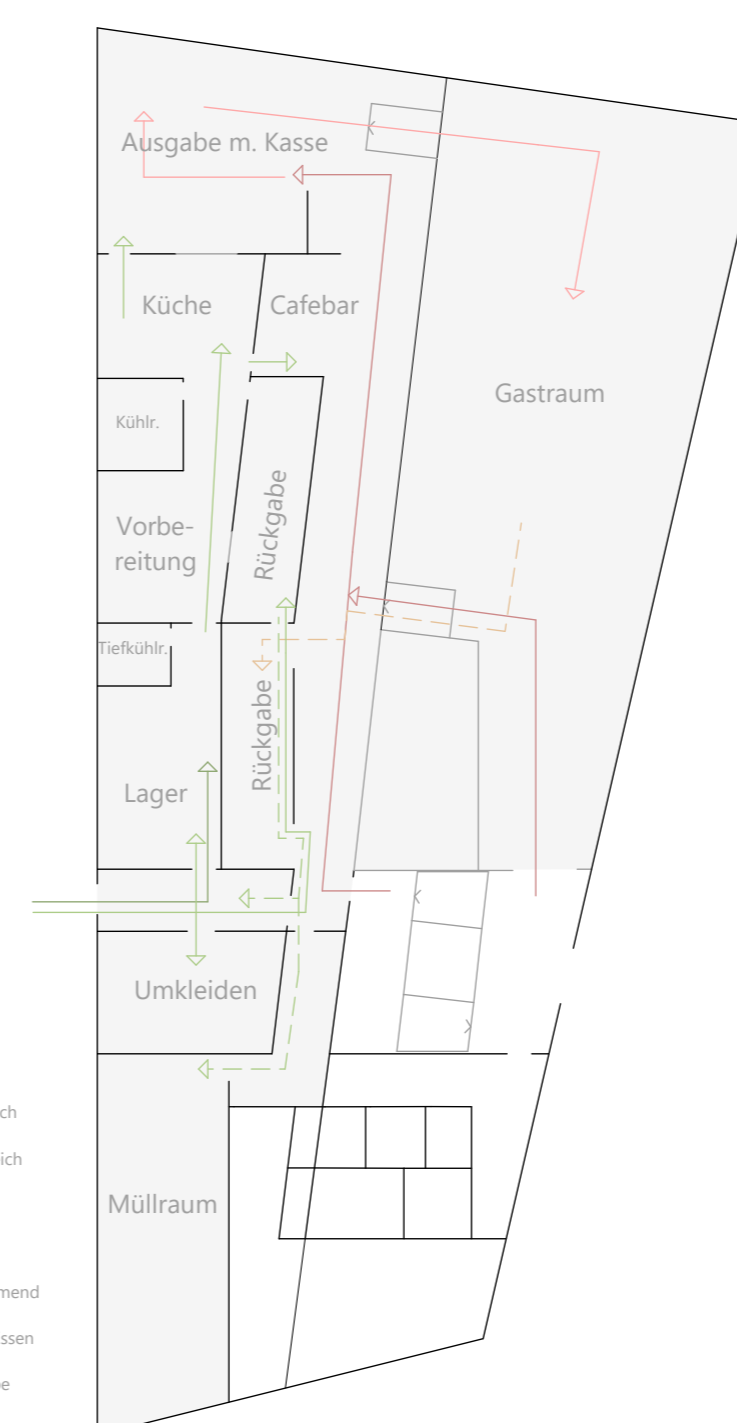 Ausgabe m. Kasse
Küche
Cafebar
Gastraum
Kühlr.
Rückgabe
Vorbe-
reitung
Tiefkühlr.
Rückgabe
Lager
Umkleiden
Müllraum